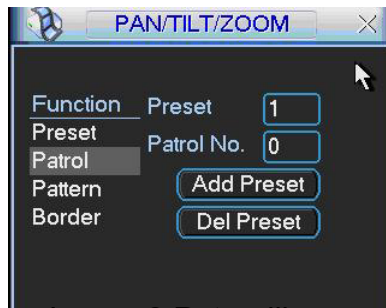 PAN/TILT/ZOOM
Function
Preset
Patrol
Pattern
Border
Preset 1
Patrol No. 0
Add Preset
Del Preset